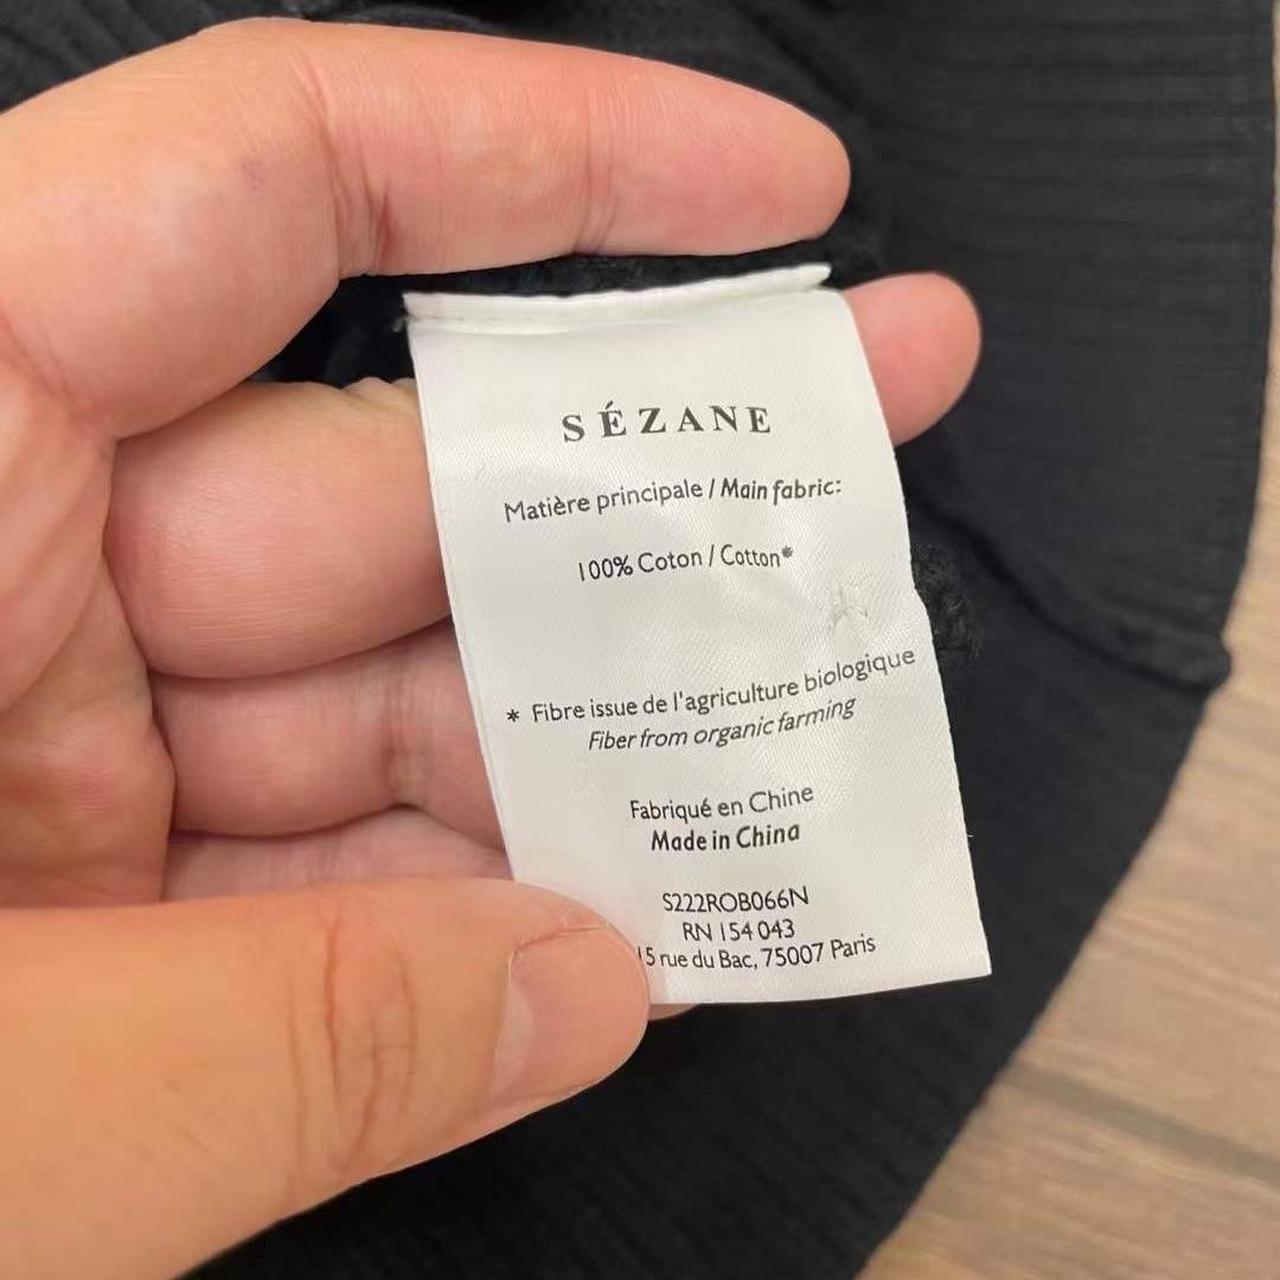 SÉZANE
Matière principale / Main fabric:
100% Coton / Cotton*
* Fibre issue de l'agriculture biologique
Fiber from organic farming
Fabriqué en Chine
Made in China
S222ROB066N
RN 154 043
15 rue du Bac, 75007 Paris